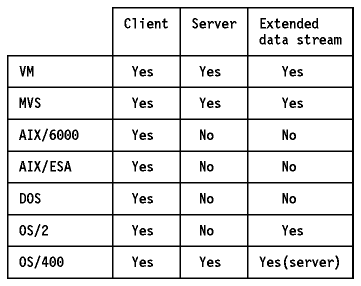 Client Server Extended
data stream
VM Yes Yes Yes
MVS Yes Yes Yes
AIX/6000 Yes No No
AIX/ESA Yes No No
DOS Yes No No
OS/2 Yes No Yes
OS/400 Yes Yes Yes(server)